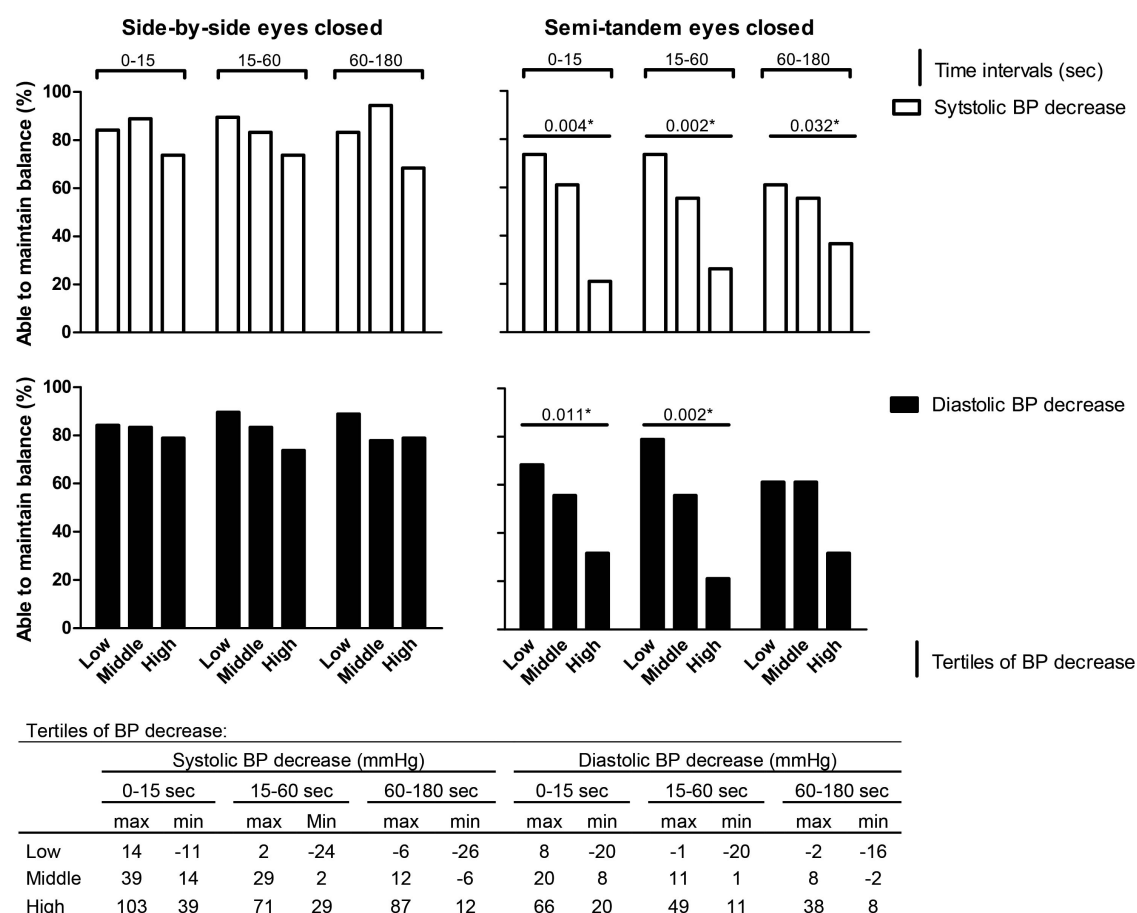 Side-by-side eyes closed
Semi-tandem eyes closed
0-15 15-60 60-180
0-15 15-60 60-180
Time intervals (sec)
Sytstolic BP decrease
Able to maintain balance (%)
100
80
60
40
20
0
0.004* 0.002* 0.032*
Diastolic BP decrease
Able to maintain balance (%)
100
80
60
40
20
0
0.011* 0.002*
Low Middle High Low Middle High Low Middle High
Low Middle High Low Middle High Low Middle High
Tertiles of BP decrease
Tertiles of BP decrease:
Systolic BP decrease (mmHg) Diastolic BP decrease (mmHg)
0-15 sec 15-60 sec 60-180 sec 0-15 sec 15-60 sec 60-180 sec
max min max Min max min max min max min max min
Low 14 -11 2 -24 -6 -26 8 -20 -1 -20 -2 -16
Middle 39 14 29 2 12 -6 20 8 11 1 8 -2
High 103 39 71 29 87 12 66 20 49 11 38 8